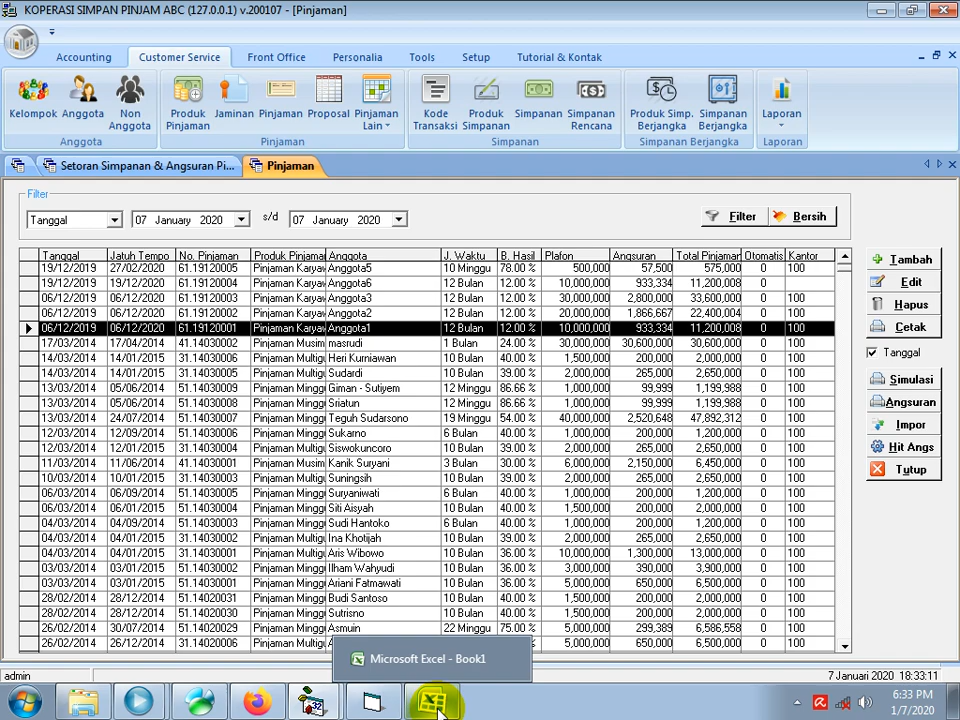 KOPERASI SIMPAN PINJAM ABC (127.0.0.1) v.200107 - [Pinjaman]
Accounting Customer Service Front Office Personalia Tools Setup Tutorial & Kontak
Kelompok Anggota Non Anggota Produk Pinjaman Jaminan Pinjaman Proposal Pinjaman Lain Kode Transaksi Produk Simpanan Simpanan Simpanan Rencana Produk Simp. Berjangka Simpanan Berjangka Laporan
Anggota Pinjaman Simpanan Simpanan Berjangka Laporan
Setoran Simpanan & Angsuran Pi... Pinjaman
Filter
Tanggal 07 January 2020 s/d 07 January 2020 Filter Bersih
Tanggal Jatuh Tempo No. Pinjaman Produk Pinjaman Anggota J. Waktu B. Hasil Plafon Angsuran Total Pinjaman Otomatis Kantor
19/12/2019 27/02/2020 61.19120005 Pinjaman Karyaw Anggota5 10 Minggu 78.00 % 500,000 57,500 575,000 0 100
19/12/2019 06/12/2020 61.19120004 Pinjaman Karyaw Anggota6 12 Bulan 12.00 % 10,000,000 933,334 11,200,008 0
06/12/2019 06/12/2020 61.19120003 Pinjaman Karyaw Anggota3 12 Bulan 12.00 % 30,000,000 2,800,000 33,600,000 0 100
06/12/2019 06/12/2020 61.19120002 Pinjaman Karyaw Anggota2 12 Bulan 12.00 % 20,000,000 1,866,667 22,400,004 0 100
06/12/2019 06/12/2020 61.19120001 Pinjaman Karyaw Anggota1 12 Bulan 12.00 % 10,000,000 933,334 11,200,008 0 100
17/03/2014 17/04/2014 41.14030002 Pinjaman Musim masrudi 1 Bulan 24.00 % 30,000,000 30,600,000 30,600,000 0 100
14/03/2014 14/01/2015 51.14030006 Pinjaman Multigu Heri Kurniawan 10 Bulan 40.00 % 1,500,000 200,000 2,000,000 0 100
14/03/2014 14/01/2015 51.14030005 Pinjaman Multigu Sudardi 10 Bulan 39.00 % 2,000,000 265,000 2,650,000 0 100
13/03/2014 05/06/2014 51.14030009 Pinjaman Minggu Giman - Sutiyem 12 Minggu 86.66 % 1,000,000 99,999 1,199,988 0 100
13/03/2014 05/06/2014 51.14030008 Pinjaman Minggu Sriatun 12 Minggu 86.66 % 1,000,000 99,999 1,199,988 0 100
13/03/2014 24/07/2014 51.14030007 Pinjaman Minggu Teguh Sudarsono 19 Minggu 54.00 % 40,000,000 2,520,648 47,892,312 0 100
12/03/2014 12/09/2014 51.14030006 Pinjaman Minggu Sukarno 6 Bulan 40.00 % 1,000,000 200,000 1,200,000 0 100
12/03/2014 12/01/2015 51.14030004 Pinjaman Multigu Siswokuncoro 10 Bulan 39.00 % 2,000,000 265,000 2,650,000 0 100
11/03/2014 11/06/2014 41.14030001 Pinjaman Musim Kanik Suryani 3 Bulan 30.00 % 6,000,000 2,150,000 6,450,000 0 100
10/03/2014 10/01/2015 51.14030003 Pinjaman Multigu Suningsih 10 Bulan 39.00 % 2,000,000 265,000 2,650,000 0 100
06/03/2014 06/09/2014 51.14030005 Pinjaman Minggu Suryaniwati 6 Bulan 40.00 % 1,000,000 200,000 1,200,000 0 100
06/03/2014 06/01/2015 51.14030004 Pinjaman Minggu Siti Aisyah 10 Bulan 40.00 % 1,500,000 200,000 2,000,000 0 100
04/03/2014 04/09/2014 51.14030003 Pinjaman Minggu Sudi Hantoko 6 Bulan 40.00 % 1,000,000 200,000 1,200,000 0 100
04/03/2014 04/01/2015 51.14030002 Pinjaman Multigu Ina Khotijah 10 Bulan 39.00 % 2,000,000 265,000 2,650,000 0 100
04/03/2014 04/01/2015 51.14030001 Pinjaman Multigu Aris Wibowo 10 Bulan 36.00 % 10,000,000 1,300,000 13,000,000 0 100
03/03/2014 03/01/2015 51.14030002 Pinjaman Minggu Ilham Wahyudi 10 Bulan 36.00 % 3,000,000 390,000 3,900,000 0 100
03/03/2014 03/01/2015 51.14030001 Pinjaman Minggu Ariani Fatmawati 10 Bulan 36.00 % 5,000,000 650,000 6,500,000 0 100
28/02/2014 28/12/2014 51.14020031 Pinjaman Minggu Budi Santoso 10 Bulan 40.00 % 1,500,000 200,000 2,000,000 0 100
28/02/2014 28/12/2014 51.14020030 Pinjaman Minggu Sutrisno 10 Bulan 40.00 % 1,500,000 200,000 2,000,000 0 100
26/02/2014 30/07/2014 51.14020029 Pinjaman Minggu Asmuin 22 Minggu 75.00 % 5,000,000 299,389 6,586,558 0 100
26/02/2014 26/12/2014 51.14020006 Pinjaman Multigu 5,000,000 650,000 6,500,000 0 100
Tambah
Edit
Hapus
Cetak
Tanggal
Simulasi
Angsuran
Impor
Hit Angs
Tutup
Microsoft Excel - Book1
admin 7 Januari 2020 18:33:11
6:33 PM
1/7/2020